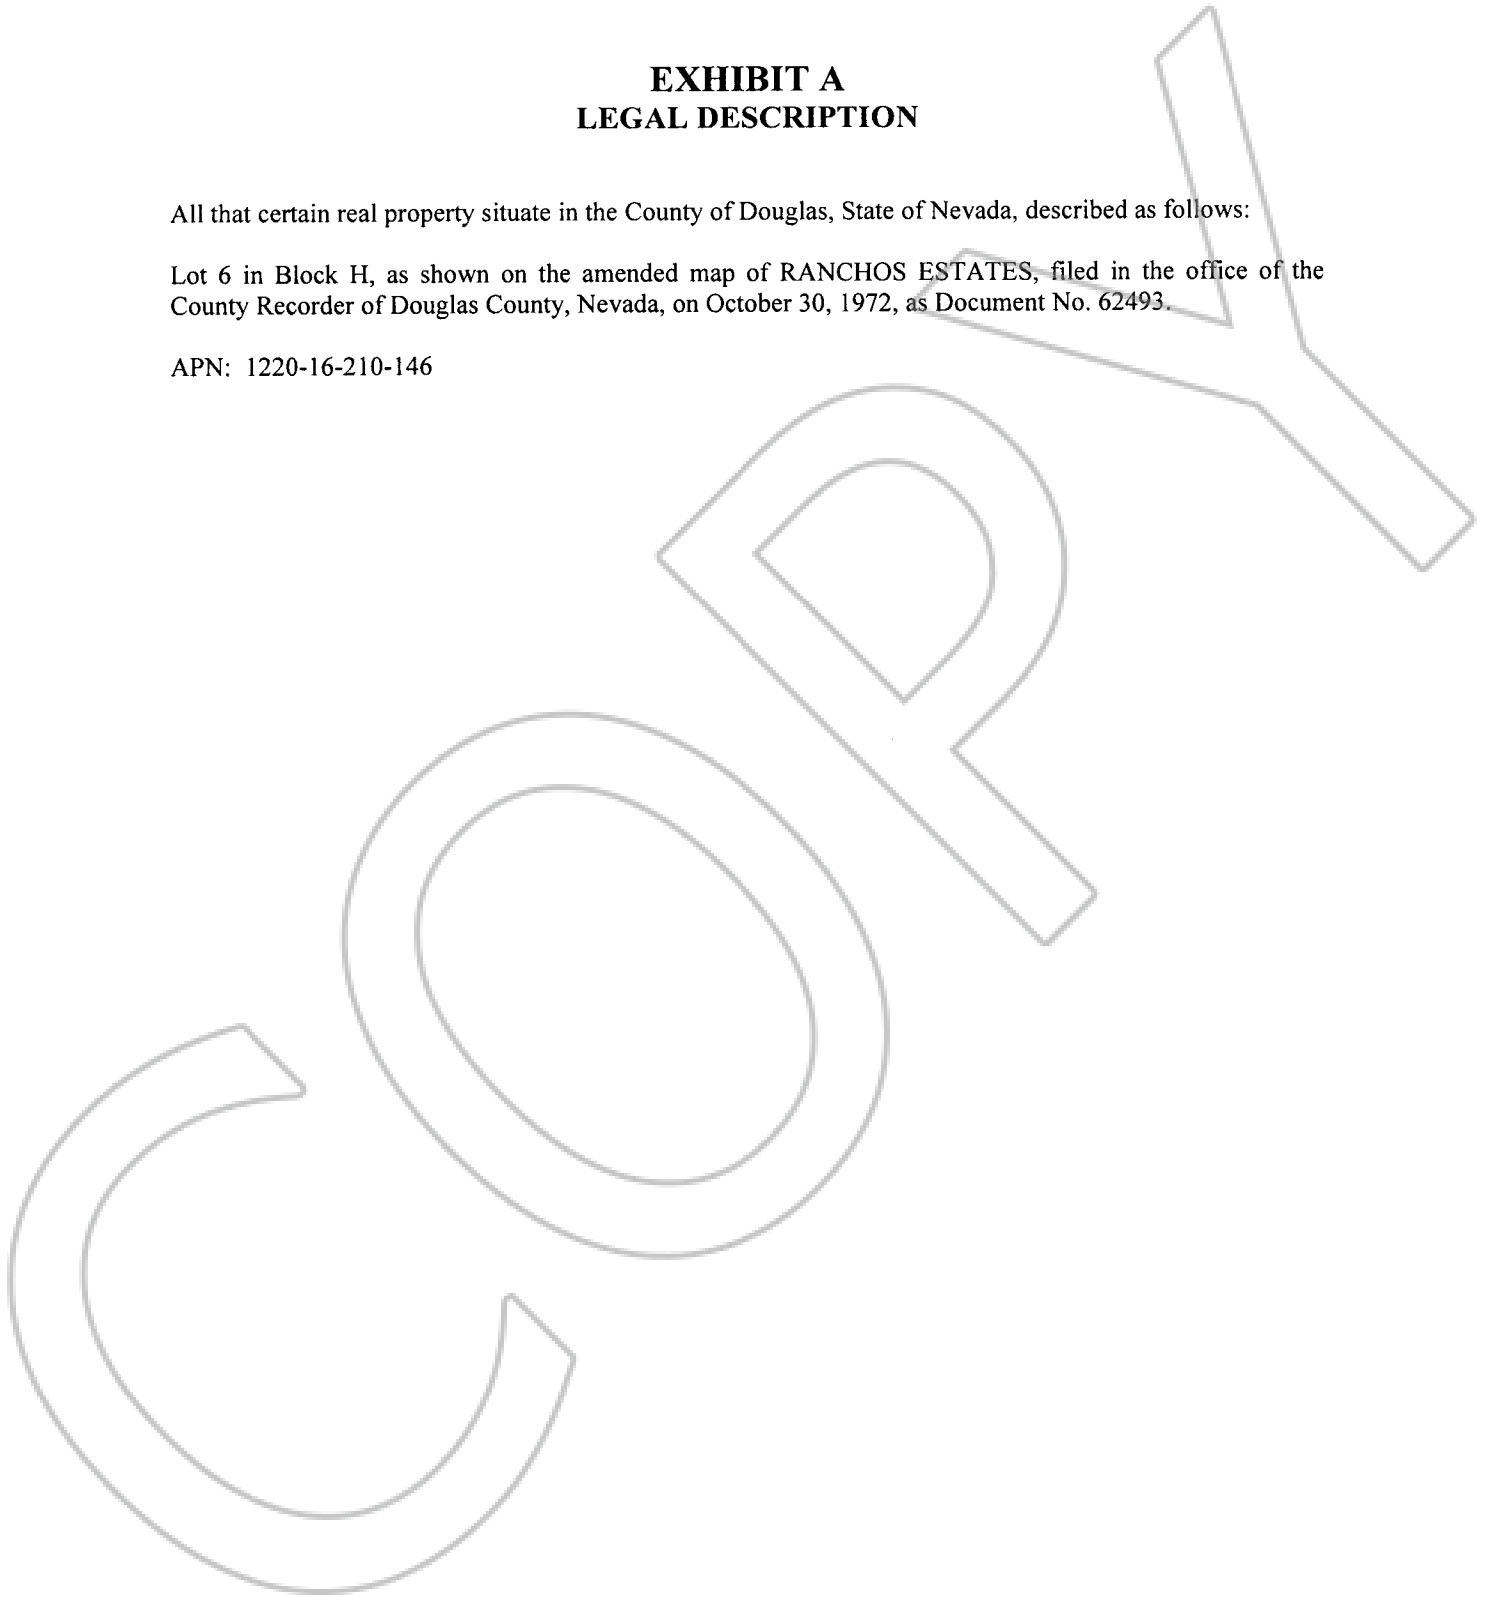 EXHIBIT A
LEGAL DESCRIPTION
All that certain real property situate in the County of Douglas, State of Nevada, described as follows:
Lot 6 in Block H, as shown on the amended map of RANCHOS ESTATES, filed in the office of the
County Recorder of Douglas County, Nevada, on October 30, 1972, as Document No. 62493.
APN: 1220-16-210-146
COPY